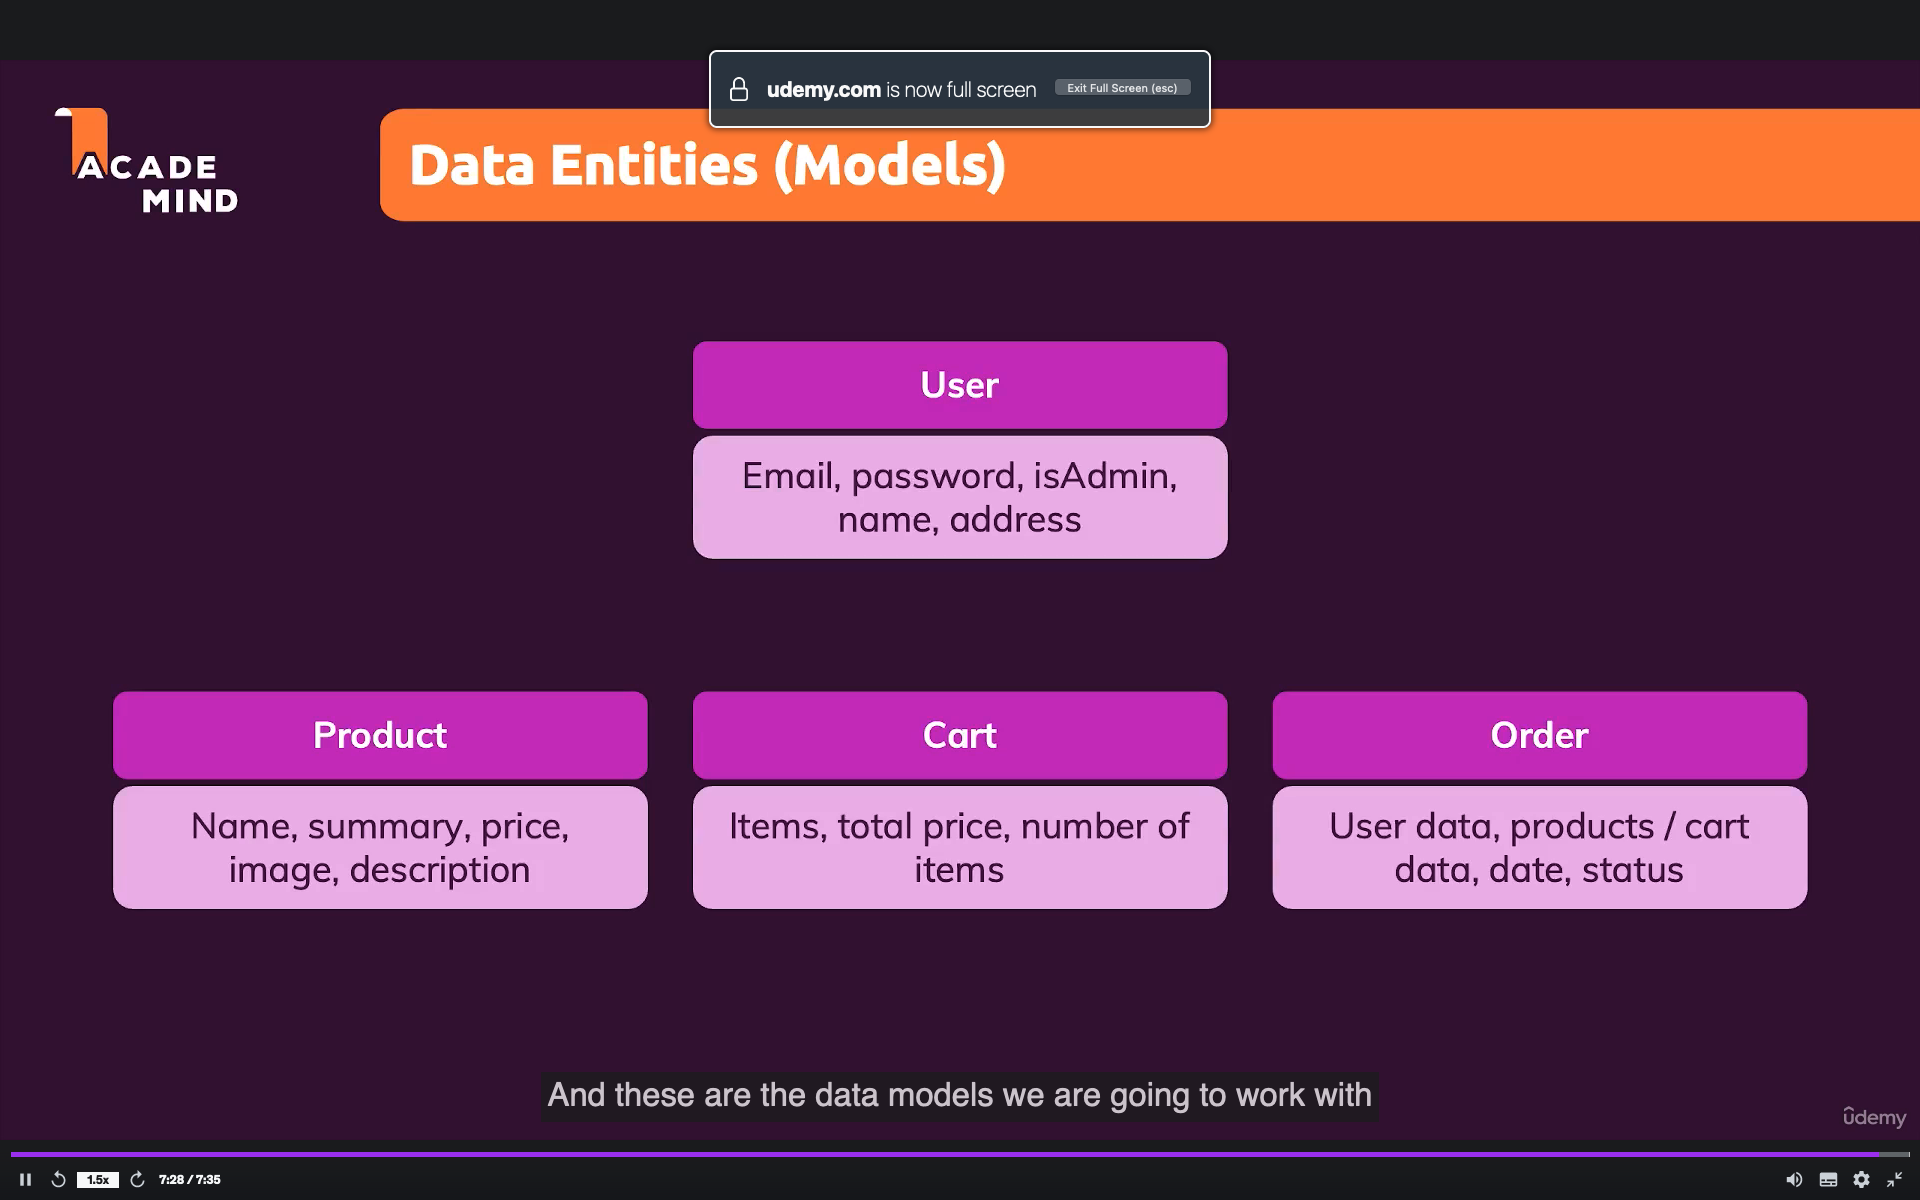 udemy.com is now full screen
Exit Full Screen (esc)
ACADE
MIND
Data Entities (Models)
User
Email, password, isAdmin,
name, address
Product
Name, summary, price,
image, description
Cart
Items, total price, number of
items
Order
User data, products / cart
data, date, status
And these are the data models we are going to work with
ûdemy
1.5x
7:28 / 7:35